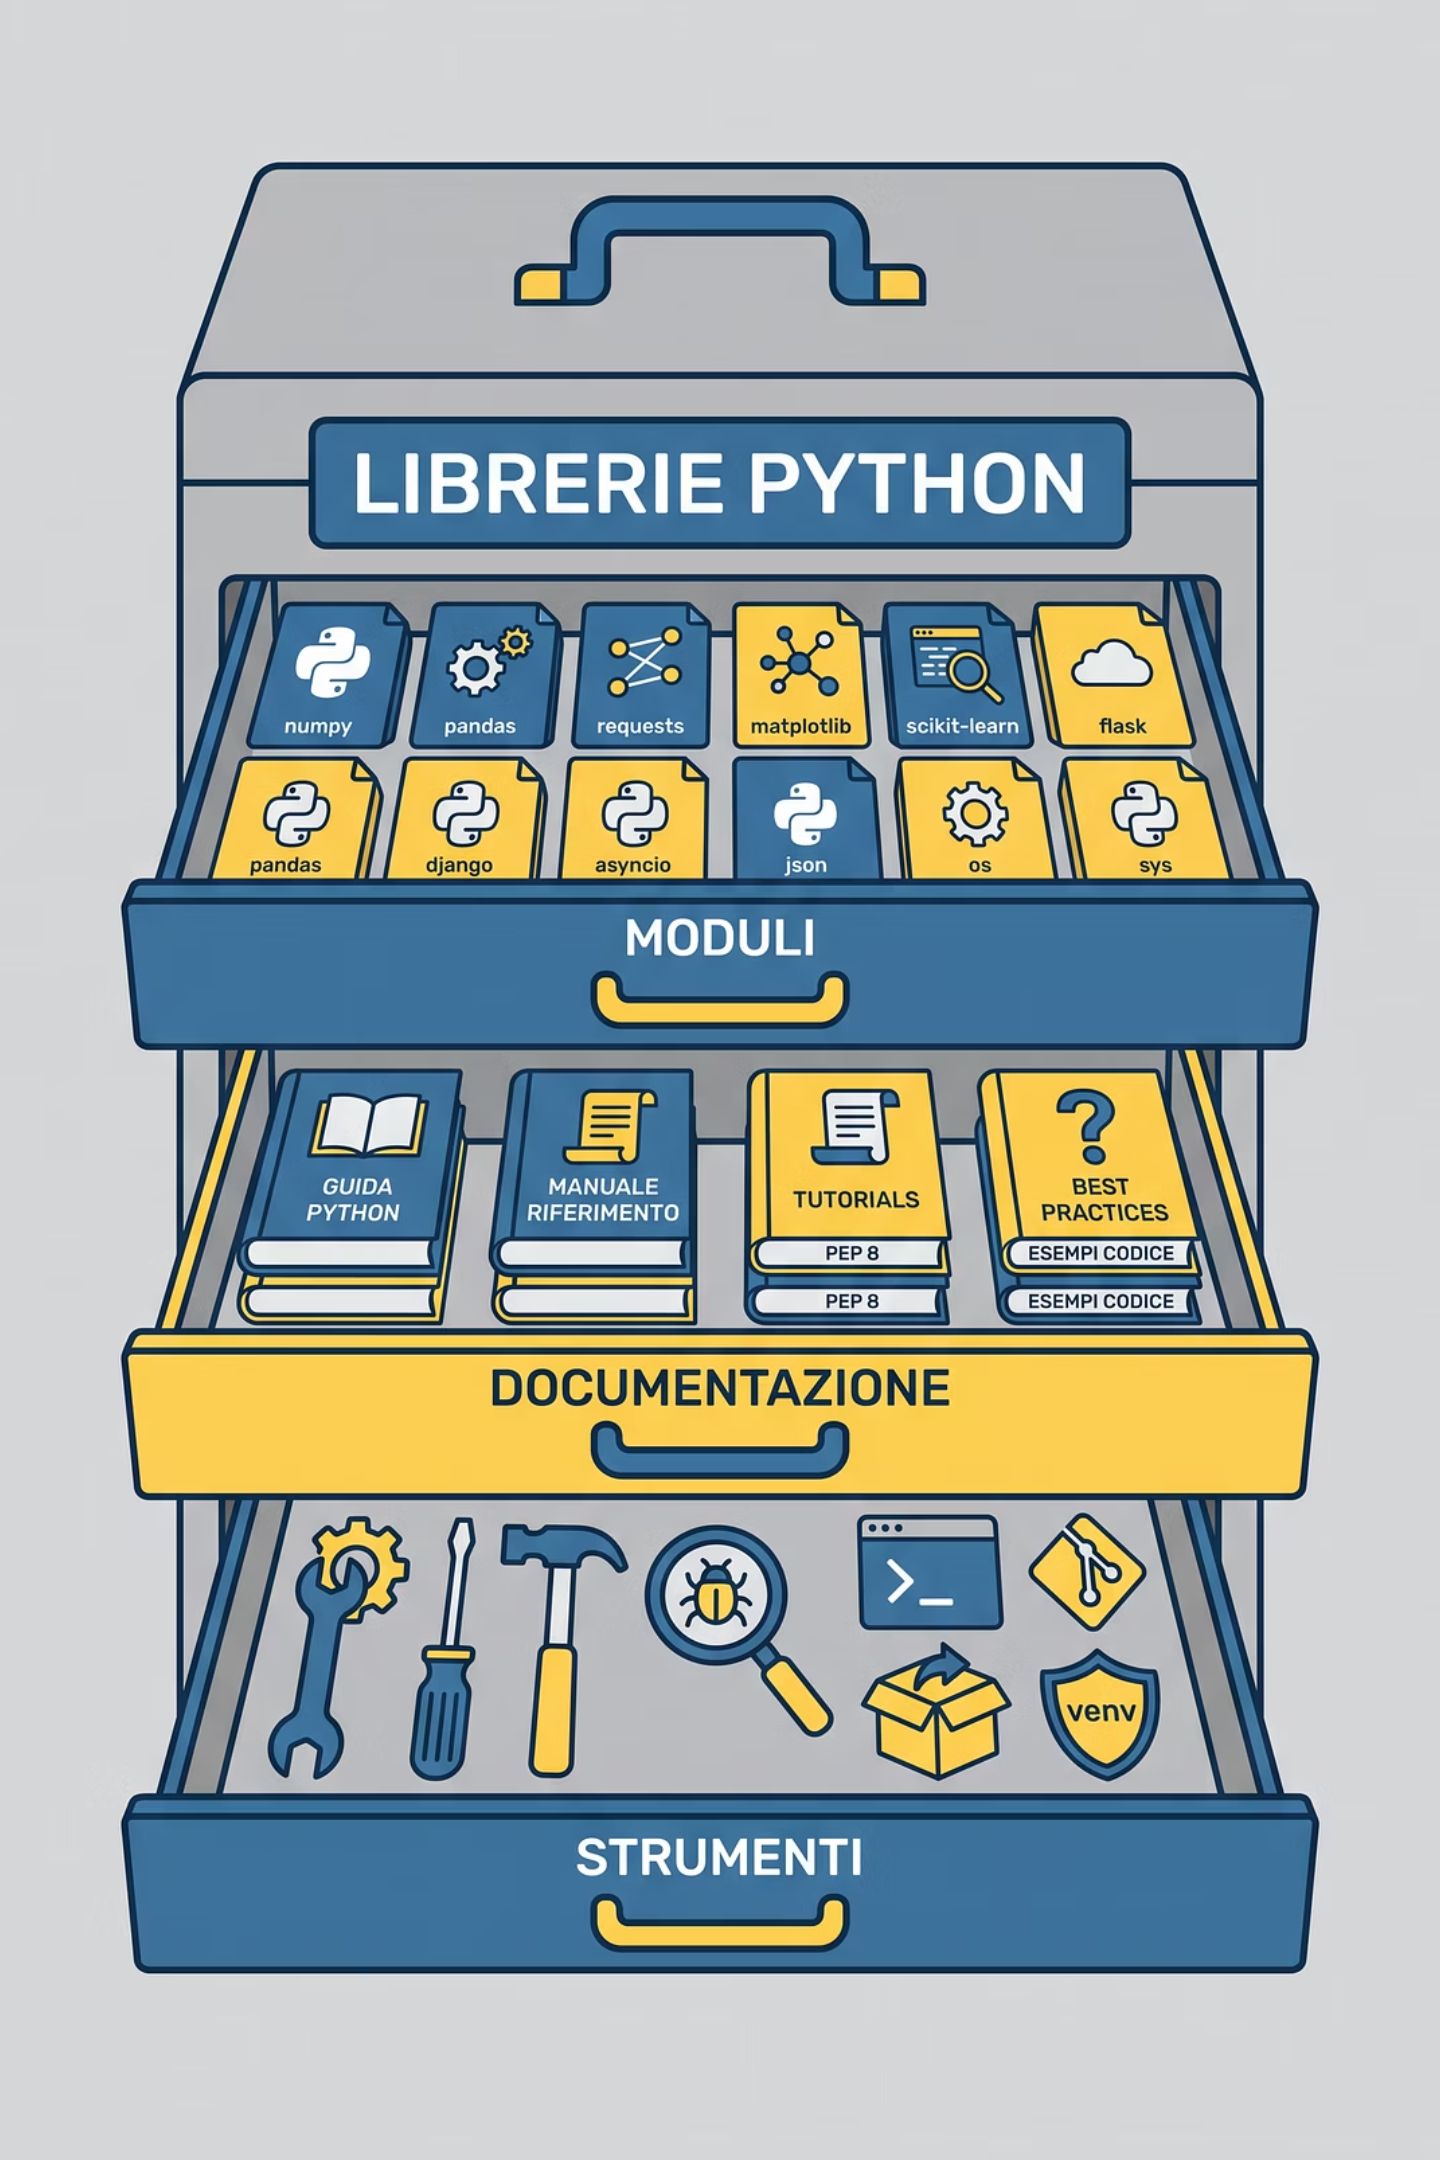 LIBRERIE PYTHON
numpy
pandas
requests
matplotlib
scikit-learn
flask
pandas
django
asyncio
json
os
sys
MODULI
GUIDA
PYTHON
MANUALE
RIFERIMENTO
TUTORIALS
PEP 8
PEP 8
BEST
PRACTICES
ESEMPI CODICE
ESEMPI CODICE
DOCUMENTAZIONE
>_
venv
STRUMENTI